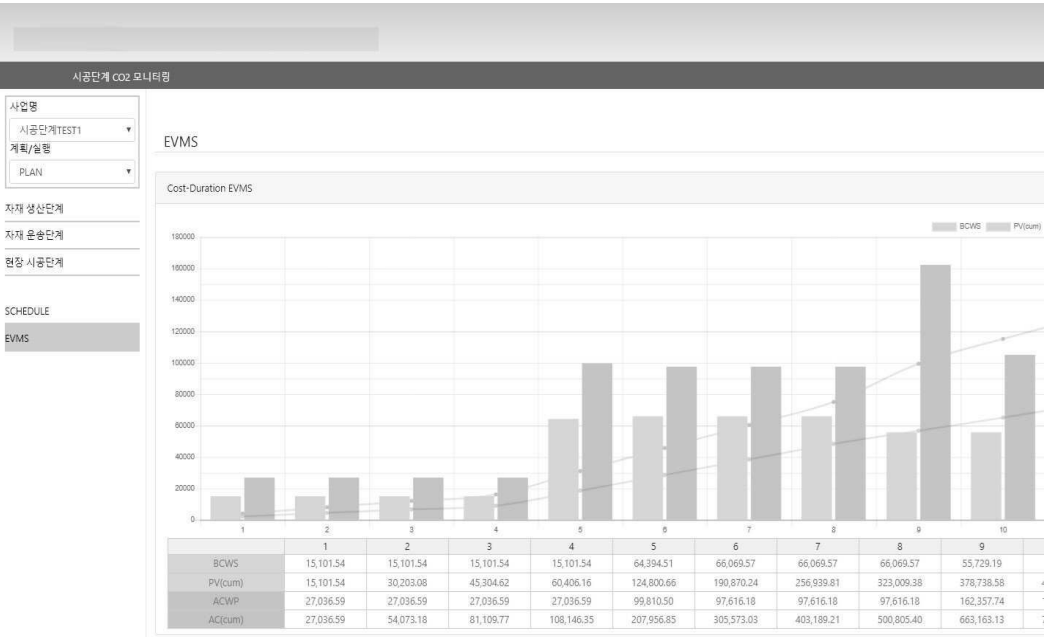 시공단계 CO2 모니터링
사업명
시공단계TEST1
계획/실행
PLAN
자재 생산단계
자재 운송단계
현장 시공단계
SCHEDULE
EVMS
EVMS
Cost-Duration EVMS
BCWS PV(cum)
180000
160000
140000
120000
100000
80000
60000
40000
20000
0
1 2 3 4 5 6 7 8 9 10
1 2 3 4 5 6 7 8 9
BCWS 15,101.54 15,101.54 15,101.54 15,101.54 64,394.51 66,069.57 66,069.57 66,069.57 55,729.19
PV(cum) 15,101.54 30,203.08 45,304.62 60,406.16 124,800.66 190,870.24 256,939.81 323,009.38 378,738.58
ACWP 27,036.59 27,036.59 27,036.59 27,036.59 99,810.50 97,616.18 97,616.18 97,616.18 162,357.74
AC(cum) 27,036.59 54,073.18 81,109.77 108,146.35 207,956.85 305,573.03 403,189.21 500,805.40 663,163.13